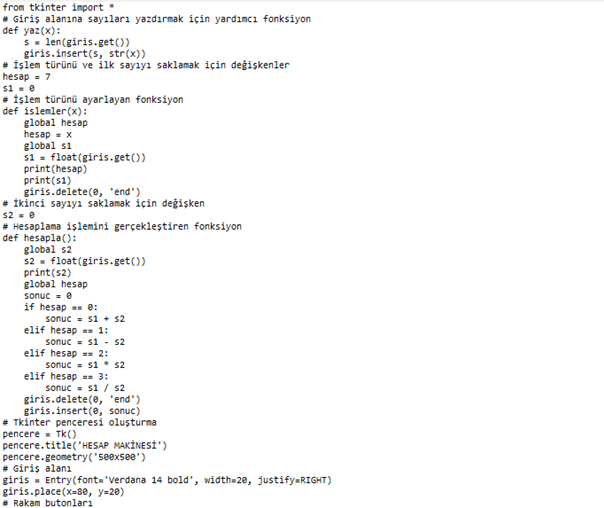 from tkinter import *
# Giriş alanına sayıları yazdırmak için yardımcı fonksiyon
def yaz(x):
    s = len(giris.get())
    giris.insert(s, str(x))
# İşlem türünü ve ilk sayıyı saklamak için değişkenler
hesap = 7
s1 = 0
# İşlem türünü ayarlayan fonksiyon
def islemler(x):
    global hesap
    hesap = x
    global s1
    s1 = float(giris.get())
    print(hesap)
    print(s1)
    giris.delete(0, 'end')
# İkinci sayıyı saklamak için değişken
s2 = 0
# Hesaplama işlemini gerçekleştiren fonksiyon
def hesapla():
    global s2
    s2 = float(giris.get())
    print(s2)
    global hesap
    sonuc = 0
    if hesap == 0:
        sonuc = s1 + s2
    elif hesap == 1:
        sonuc = s1 - s2
    elif hesap == 2:
        sonuc = s1 * s2
    elif hesap == 3:
        sonuc = s1 / s2
    giris.delete(0, 'end')
    giris.insert(0, sonuc)
# Tkinter penceresi oluşturma
pencere = Tk()
pencere.title('HESAP MAKİNESİ')
pencere.geometry('500x500')
# Giriş alanı
giris = Entry(font='Verdana 14 bold', width=20, justify=RIGHT)
giris.place(x=80, y=20)
# Rakam butonları